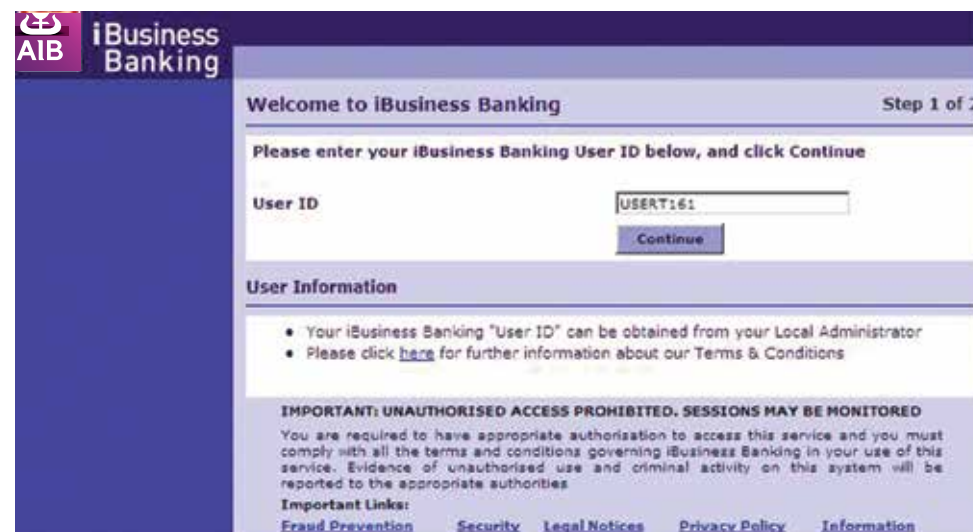 AIB
iBusiness
Banking
Welcome to iBusiness Banking Step 1 of 2
Please enter your iBusiness Banking User ID below, and click Continue
User ID USERT161
Continue
User Information
• Your iBusiness Banking "User ID" can be obtained from your Local Administrator
• Please click here for further information about our Terms & Conditions
IMPORTANT: UNAUTHORISED ACCESS PROHIBITED. SESSIONS MAY BE MONITORED
You are required to have appropriate authorisation to access this service and you must
comply with all the terms and conditions governing iBusiness Banking in your use of this
service. Evidence of unauthorised use and criminal activity on this system will be
reported to the appropriate authorities
Important Links:
Fraud Prevention Security Legal Notices Privacy Policy Information